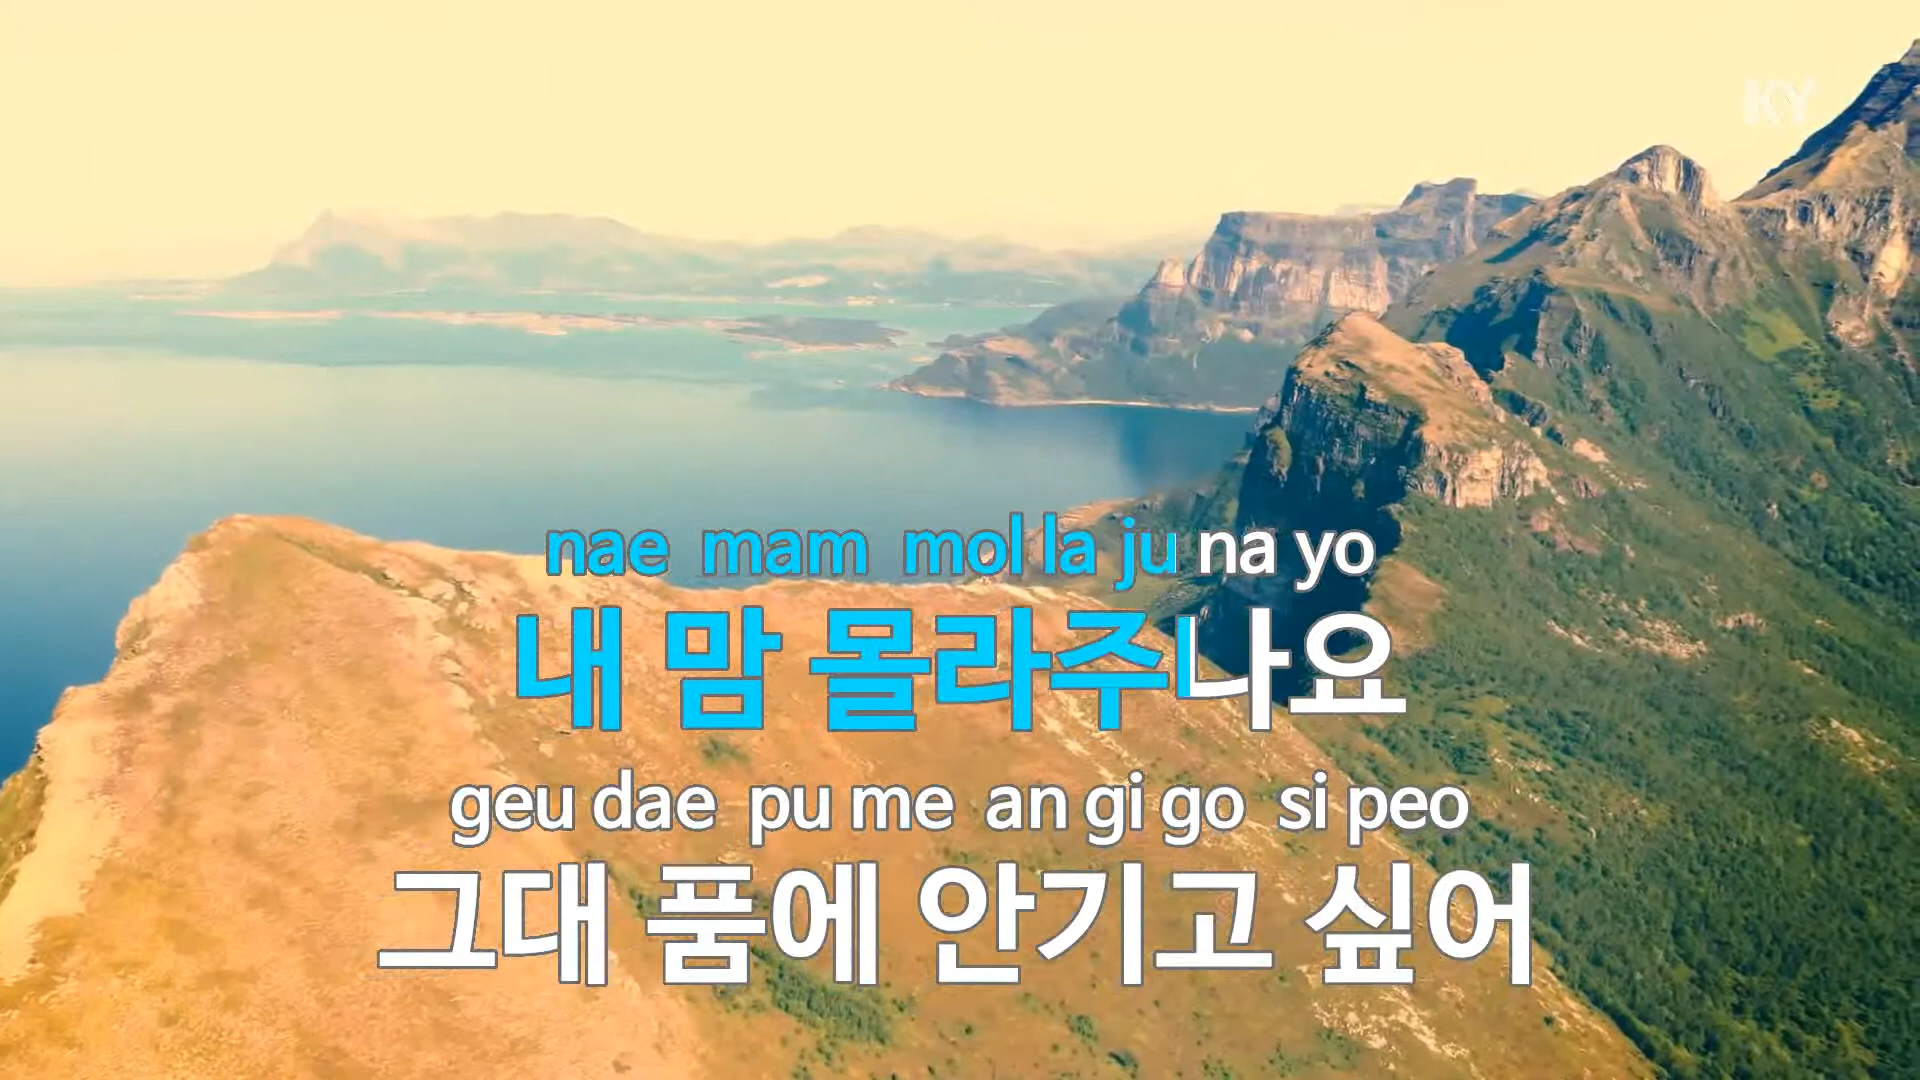 KY
nae mam mol la ju na yo
내 맘 몰라주나요
geu dae pu me an gi go si peo
그대 품에 안기고 싶어